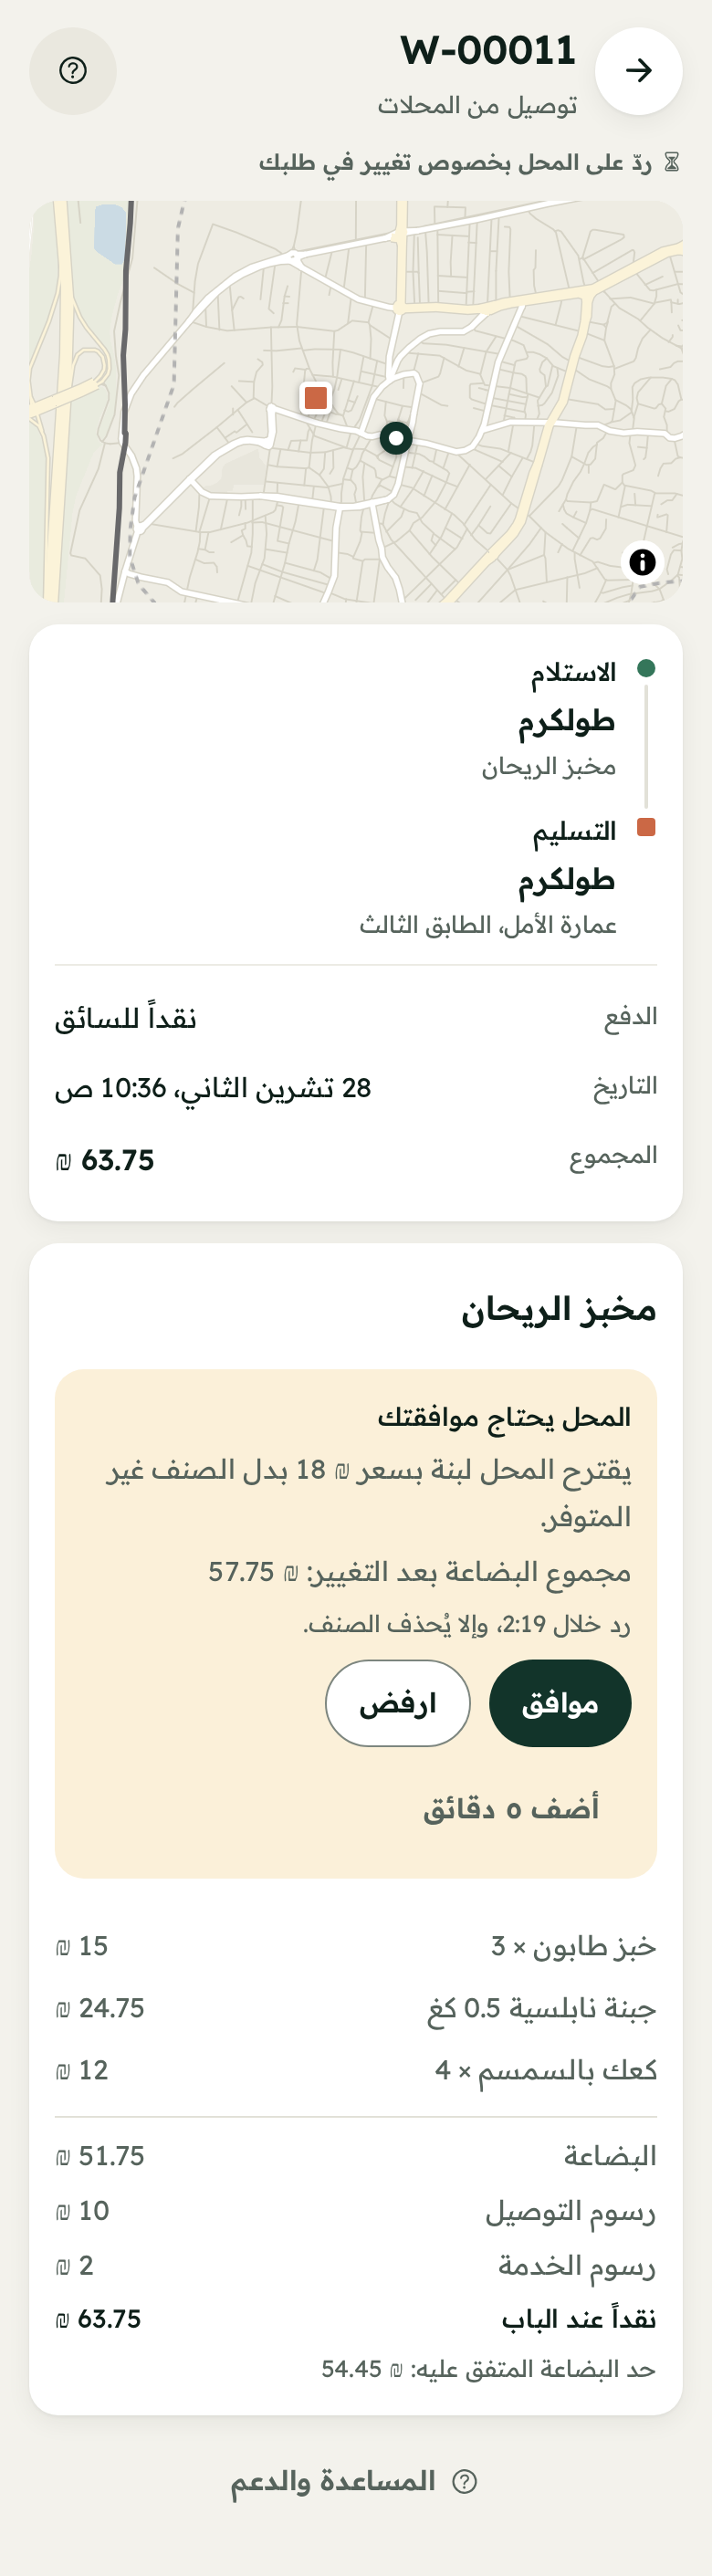 W-00011
توصيل من المحلات
ردّ على المحل بخصوص تغيير في طلبك
الاستلام
طولكرم
مخبز الريحان
التسليم
طولكرم
عمارة الأمل، الطابق الثالث
الدفع نقداً للسائق
التاريخ 28 تشرين الثاني، 10:36 ص
المجموع 63.75 ₪
مخبز الريحان
المحل يحتاج موافقتك
يقترح المحل لبنة بسعر ₪ 18 بدل الصنف غير
المتوفر.
مجموع البضاعة بعد التغيير: ₪ 57.75
رد خلال 2:19، وإلا يُحذف الصنف.
موافق ارفض
أضف ٥ دقائق
خبز طابون × 3 15 ₪
جبنة نابلسية 0.5 كغ 24.75 ₪
كعك بالسمسم × 4 12 ₪
البضاعة 51.75 ₪
رسوم التوصيل 10 ₪
رسوم الخدمة 2 ₪
نقداً عند الباب 63.75 ₪
حد البضاعة المتفق عليه: ₪ 54.45
المساعدة والدعم